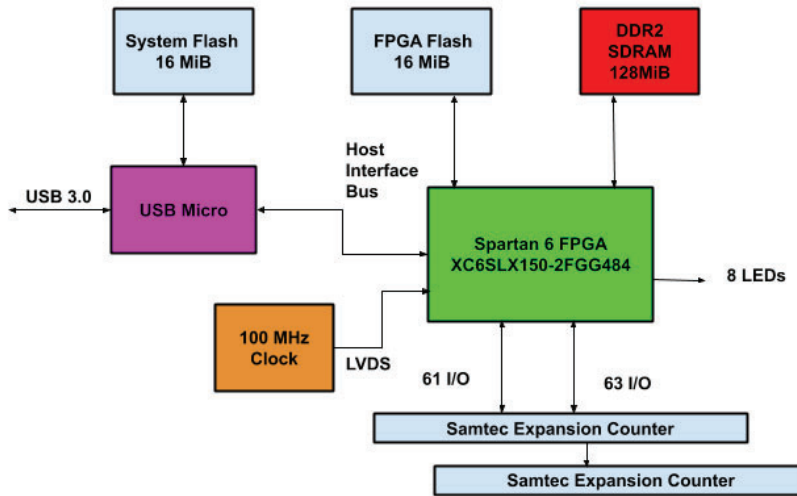 System Flash
16 MiB
FPGA Flash
16 MiB
DDR2
SDRAM
128MiB
Host
Interface
Bus
USB 3.0
USB Micro
Spartan 6 FPGA
XC6SLX150-2FGG484
8 LEDs
100 MHz
Clock
LVDS
61 I/O
63 I/O
Samtec Expansion Counter
Samtec Expansion Counter